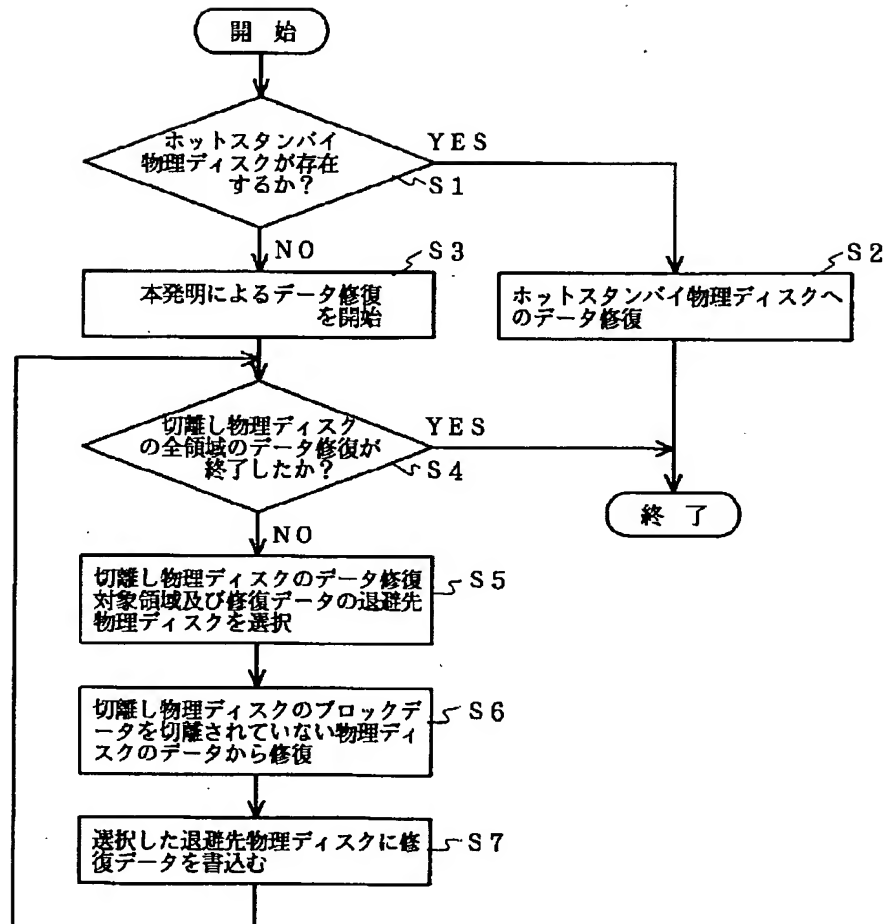 開 始
ホットスタンバイ
物理ディスクが存在
するか?
YES
S1
NO
S3
本発明によるデータ修復
を開始
S2
ホットスタンバイ物理ディスクへ
のデータ修復
切離し物理ディスク
の全領域のデータ修復が
終了したか?
YES
S4
終 了
NO
切離し物理ディスクのデータ修復
対象領域及び修復データの退避先
物理ディスクを選択
S5
切離し物理ディスクのブロックデ
ータを切離されていない物理ディ
スクのデータから修復
S6
選択した退避先物理ディスクに修
復データを書込む
S7